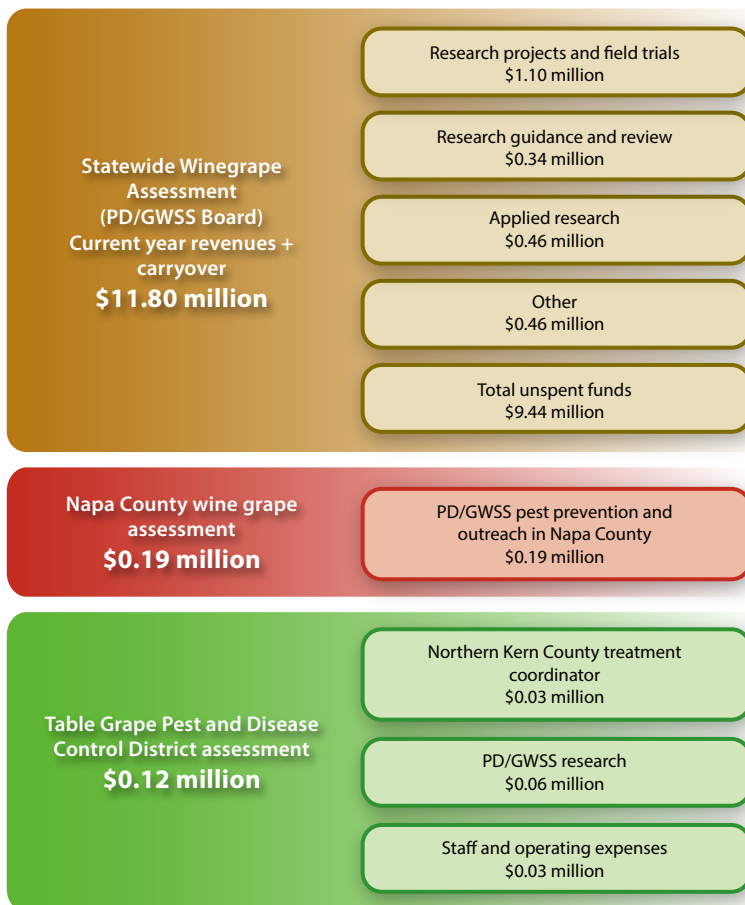 Statewide Winegrape
Assessment
(PD/GWSS Board)
Current year revenues +
carryover
$11.80 million
Research projects and field trials
$1.10 million
Research guidance and review
$0.34 million
Applied research
$0.46 million
Other
$0.46 million
Total unspent funds
$9.44 million
Napa County wine grape
assessment
$0.19 million
PD/GWSS pest prevention and
outreach in Napa County
$0.19 million
Table Grape Pest and Disease
Control District assessment
$0.12 million
Northern Kern County treatment
coordinator
$0.03 million
PD/GWSS research
$0.06 million
Staff and operating expenses
$0.03 million